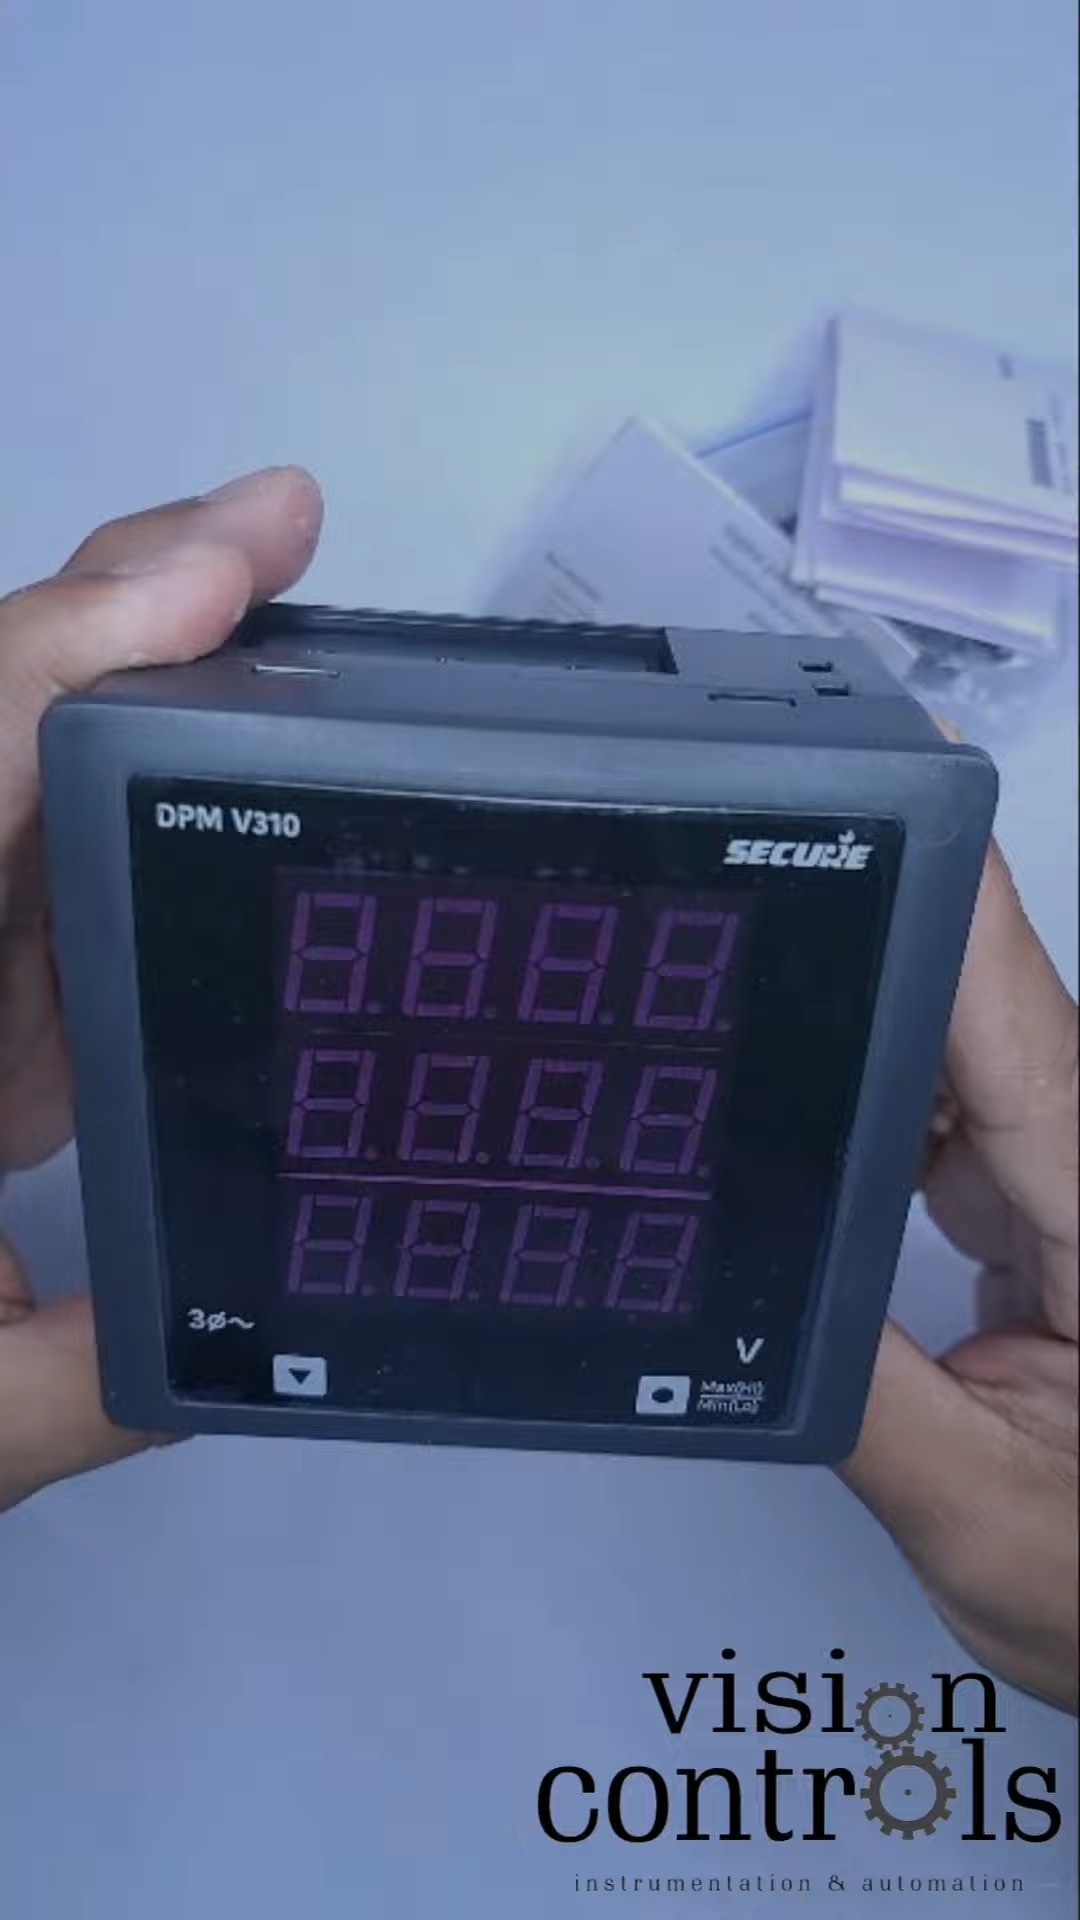 DPM V310
SECURE
3ø~
V
Max(Hi)
Min(Lo)
vision
controls
instrumentation & automation